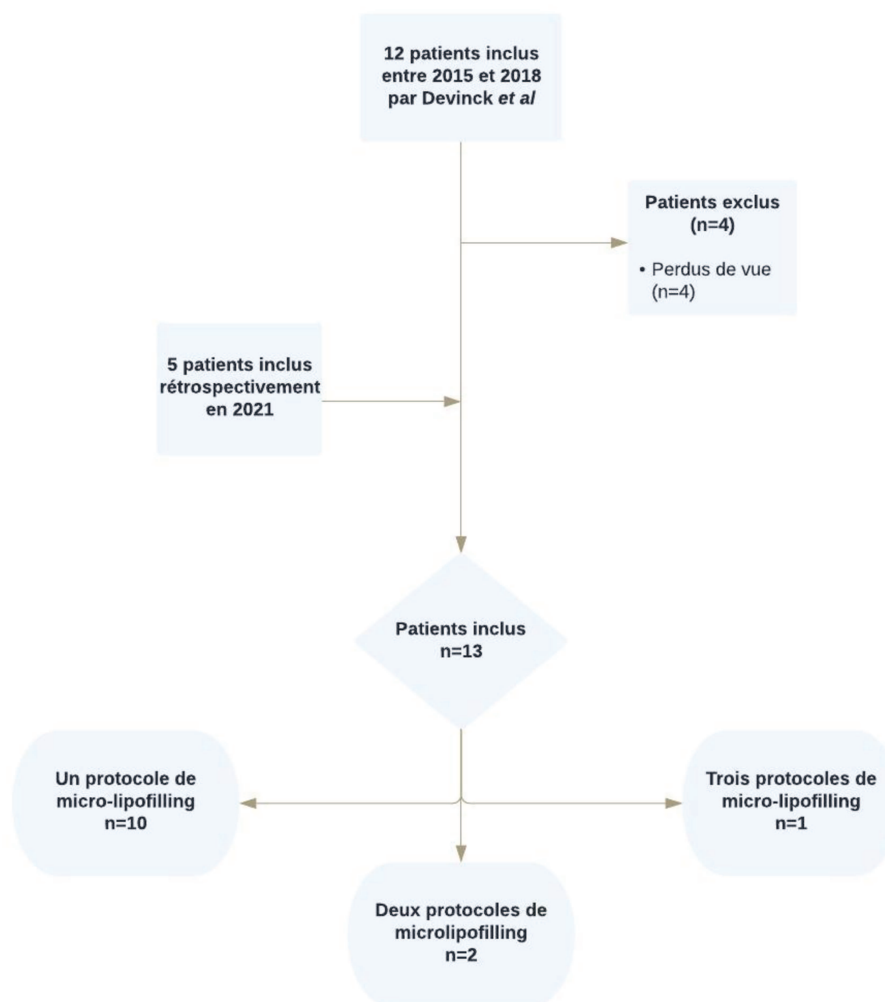 12 patients inclus
entre 2015 et 2018
par Devinck et al
Patients exclus
(n=4)
• Perdus de vue
(n=4)
5 patients inclus
rétrospectivement
en 2021
Patients inclus
n=13
Un protocole de
micro-lipofilling
n=10
Trois protocoles de
micro-lipofilling
n=1
Deux protocoles de
microlipofilling
n=2